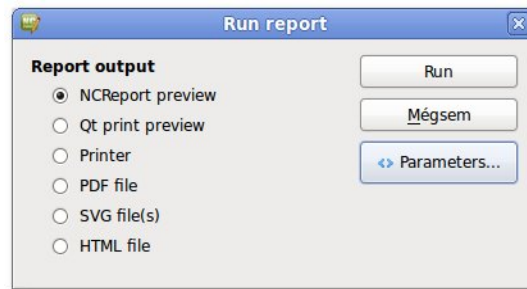 Run report
Report output
NCReport preview
Qt print preview
Printer
PDF file
SVG file(s)
HTML file
Run
Mégsem
Parameters...